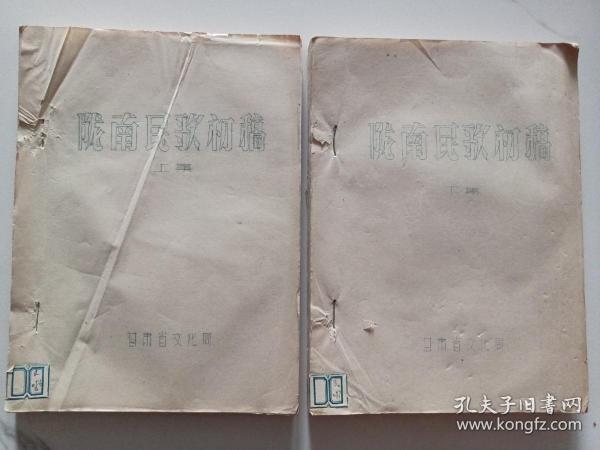 陇南民歌初稿
上集
甘肃省文化局
陇南民歌初稿
下集
甘肃省文化局
孔夫子旧书网
www.kongfz.com